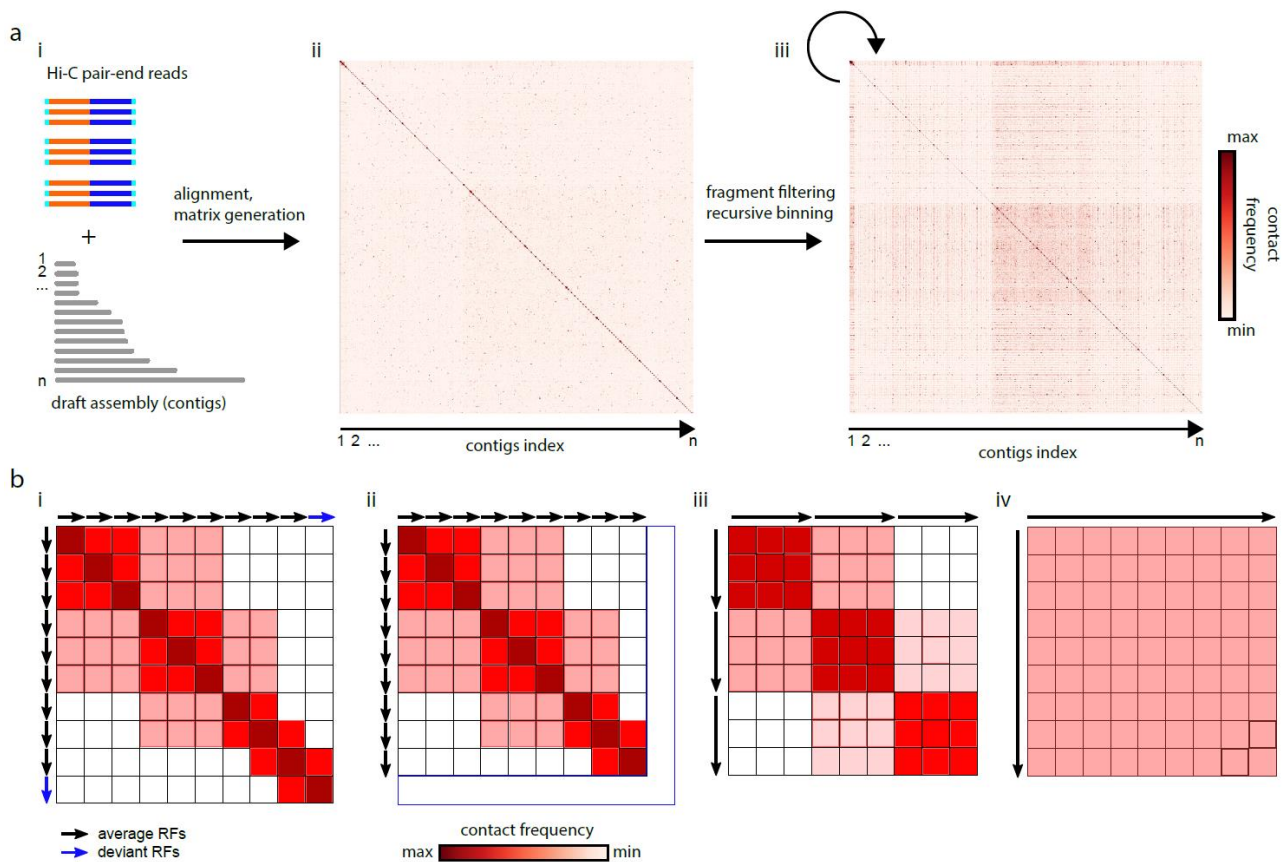 a
i
Hi-C pair-end reads
+
1
2
...
n
draft assembly (contigs)
alignment,
matrix generation
ii
1 2 ...
n
contigs index
fragment filtering
recursive binning
iii
1 2 ...
n
contigs index
max
contact
frequency
min
b
i
ii
iii
iv
average RFs
deviant RFs
contact frequency
max
min